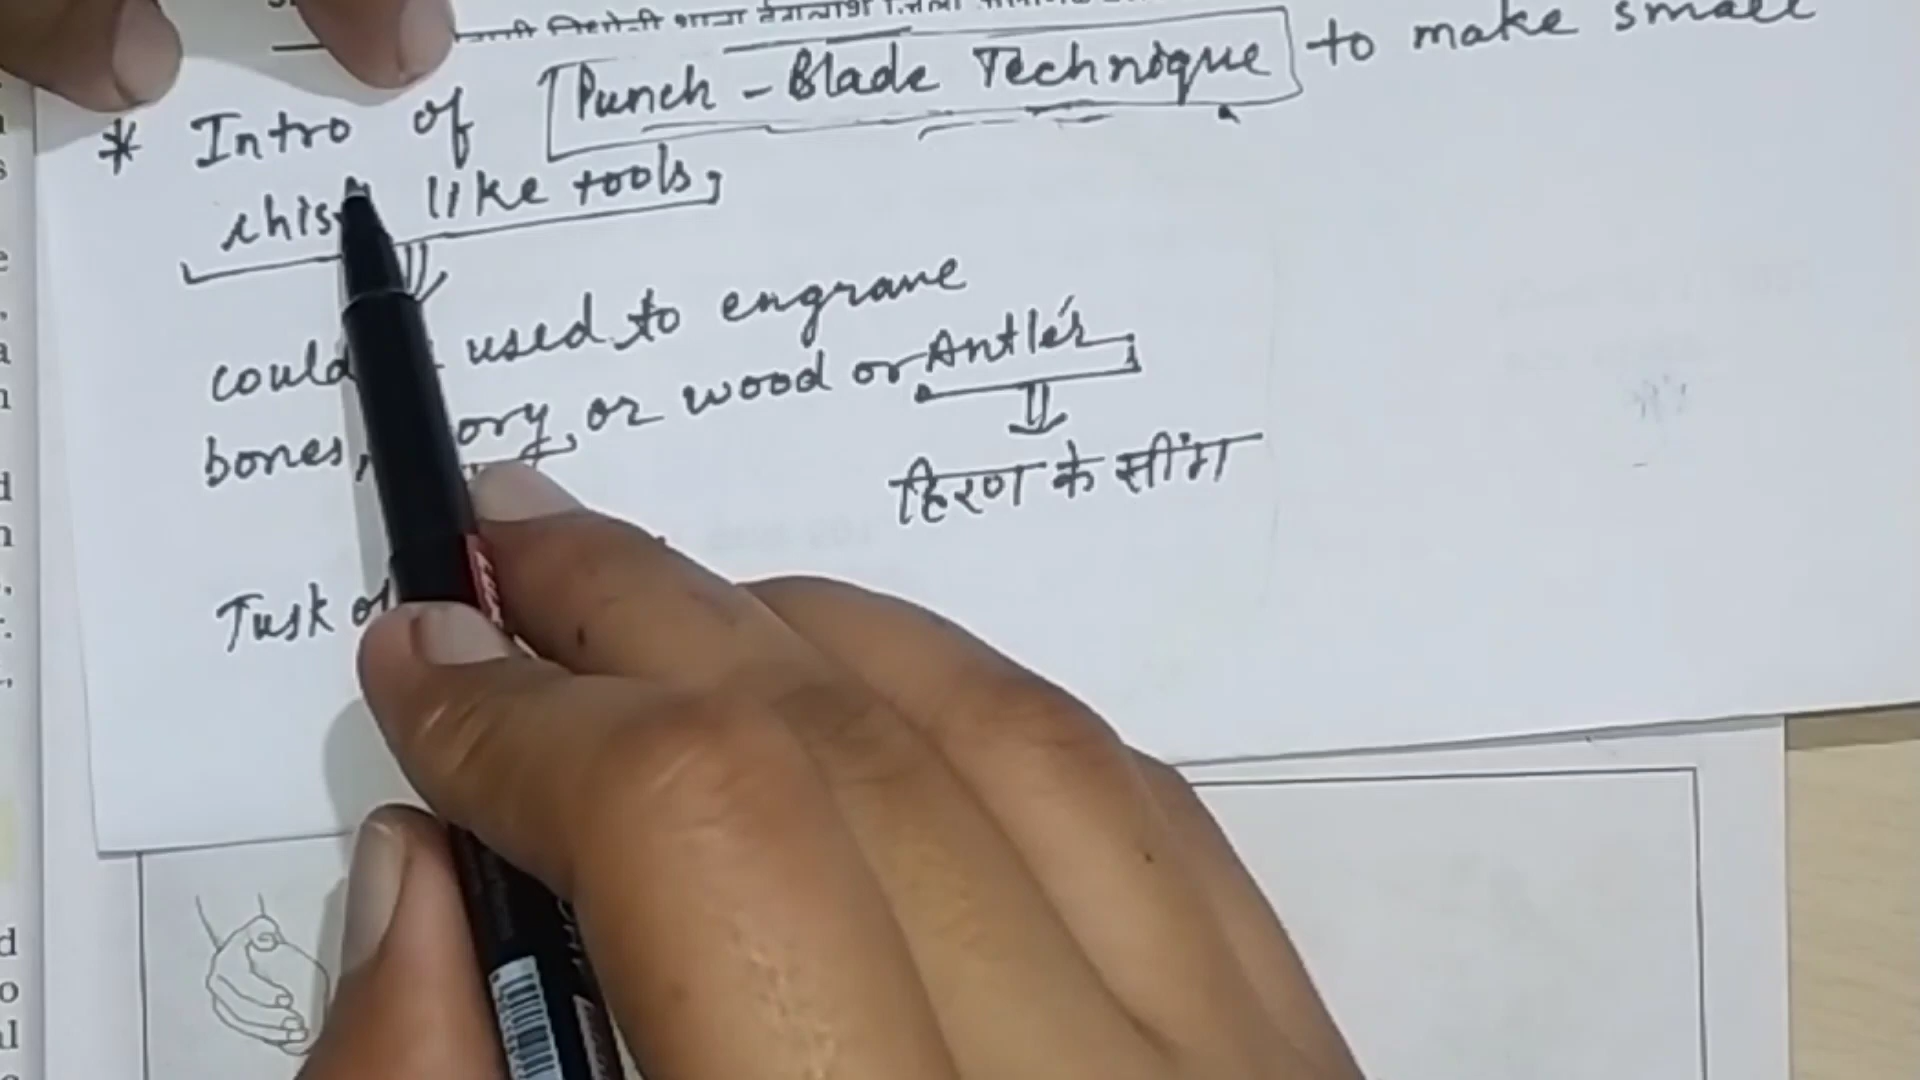 * Intro of Punch - Blade Technique to make small
chis like tools,
could used to engrave
bones, ory, or wood or Antlers
हिरण के सींग
Tusk of